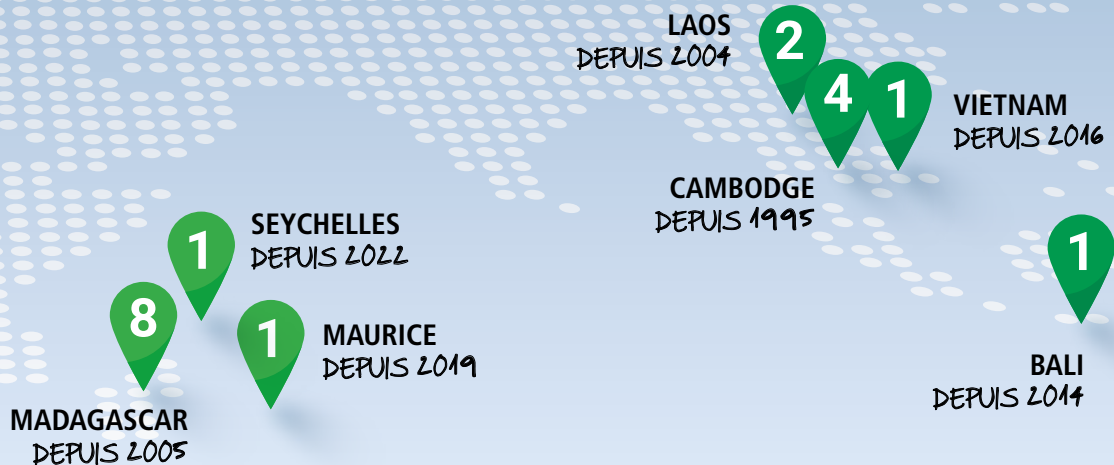 LAOS
DEPUIS 2004
2
4
1
VIETNAM
DEPUIS 2016
CAMBODGE
DEPUIS 1995
1
SEYCHELLES
DEPUIS 2022
1
BALI
DEPUIS 2014
8
MADAGASCAR
DEPUIS 2005
1
MAURICE
DEPUIS 2019